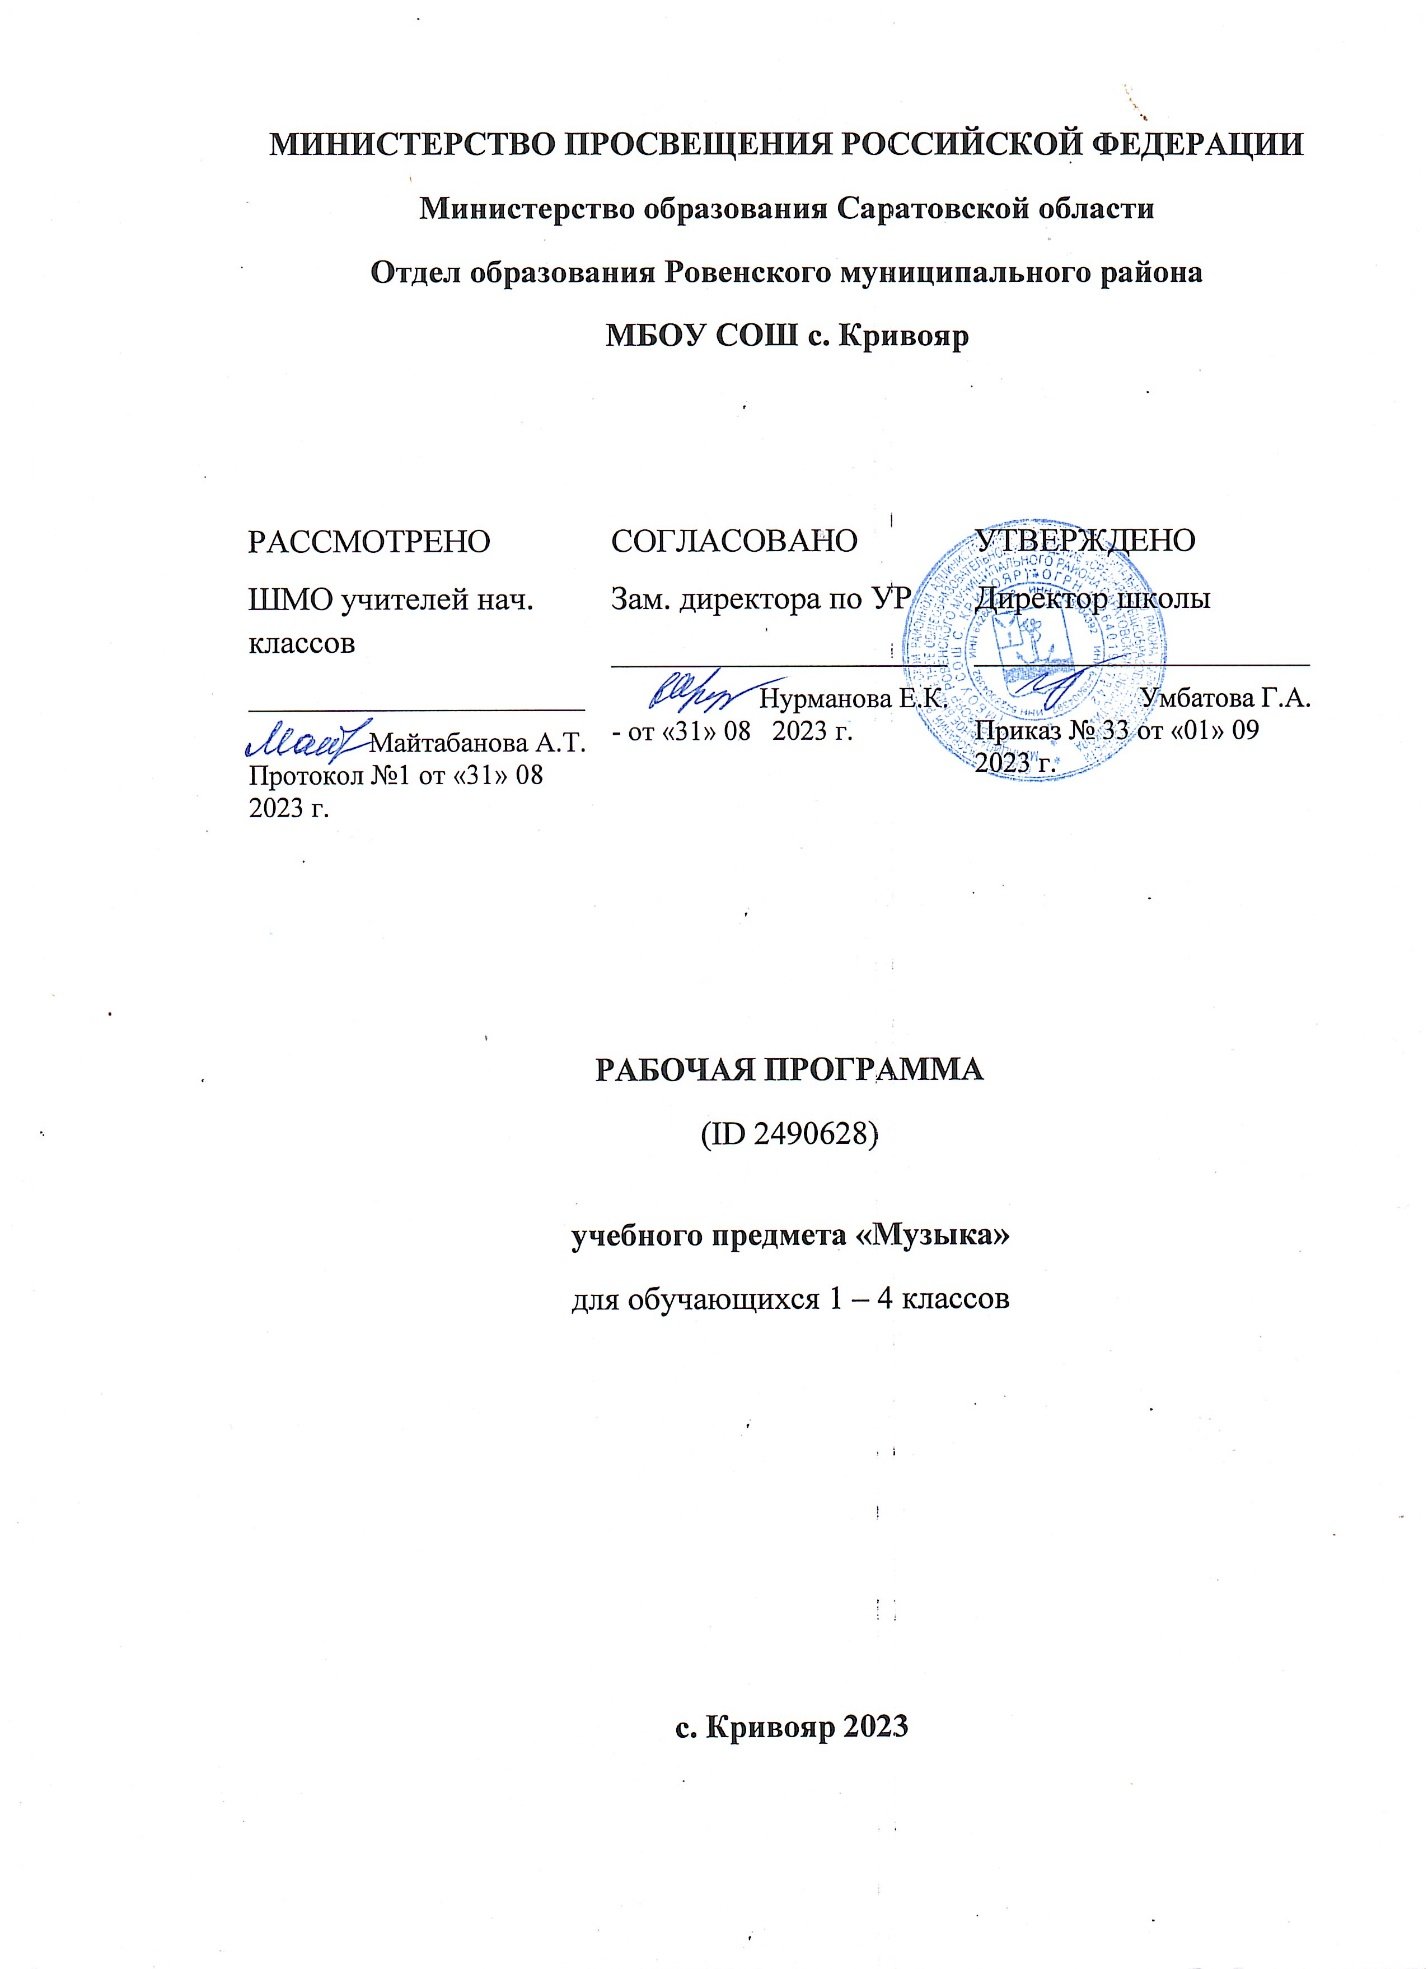 МИНИСТЕРСТВО ПРОСВЕЩЕНИЯ РОССИЙСКОЙ ФЕДЕРАЦИИ
Министерство образования Саратовской области
Отдел образования Ровенского муниципального района
МБОУ СОШ с. Кривояр
РАССМОТРЕНО
ШМО учителей нач.
классов
Майтабанова А.Т.
Протокол №1 от «31» 08
2023 г.
СОГЛАСОВАНО
Зам. директора по УР
Нурманова Е.К.
- от «31» 08 2023 г.
УТВЕРЖДЕНО
Директор школы
Умбатова Г.А.
Приказ № 33 от «01» 09
2023 г.
РАБОЧАЯ ПРОГРАММА
(ID 2490628)
учебного предмета «Музыка»
для обучающихся 1 – 4 классов
с. Кривояр 2023